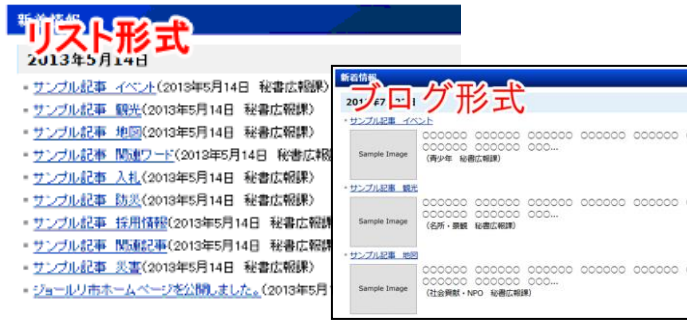 新着情報
リスト形式
2013年5月14日
サンプル記事 イベント(2013年5月14日 秘書広報課)
サンプル記事 観光(2013年5月14日 秘書広報課)
サンプル記事 地図(2013年5月14日 秘書広報課)
サンプル記事 関連ワード(2013年5月14日 秘書広報
サンプル記事 入札(2013年5月14日 秘書広報課)
サンプル記事 防災(2013年5月14日 秘書広報課)
サンプル記事 採用情報(2013年5月14日 秘書広報課
サンプル記事 関連記事(2013年5月14日 秘書広報課
サンプル記事 災害(2013年5月14日 秘書広報課)
ジョールリ市ホームページを公開しました。(2013年5月
新着情報
ブログ形式
サンプル記事 イベント
Sample Image
○○○○○○ ○○○○○○ ○○○○○○ ○○○○○○ ○○○○○○
○○○○○○ ○○○○○○ ○○○...
(青少年 秘書広報課)
サンプル記事 観光
Sample Image
○○○○○○ ○○○○○○ ○○○○○○ ○○○○○○ ○○○○○○
○○○○○○ ○○○○○○ ○○○...
(名所・景観 秘書広報課)
サンプル記事 地図
Sample Image
○○○○○○ ○○○○○○ ○○○○○○ ○○○○○○ ○○○○○○
○○○○○○ ○○○○○○ ○○○...
(社会貢献・NPO 秘書広報課)